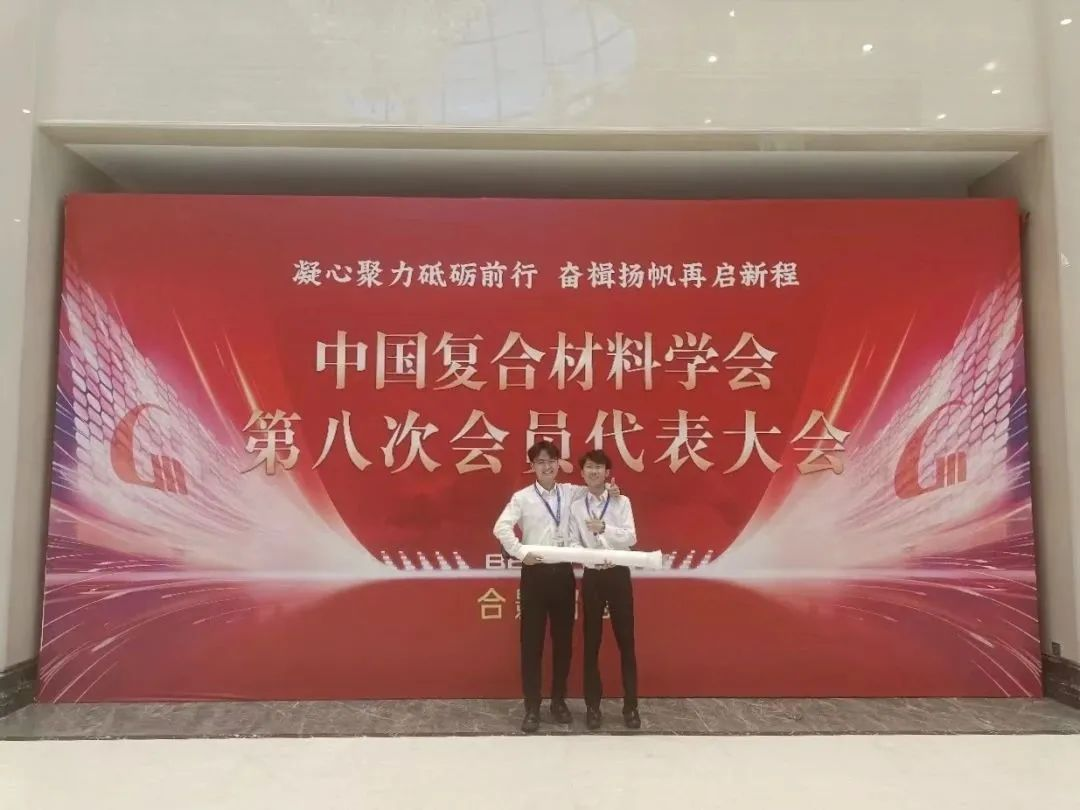 凝心聚力砥砺前行 奋楫扬帆再启新程
中国复合材料学会
第八次会员代表大会
合